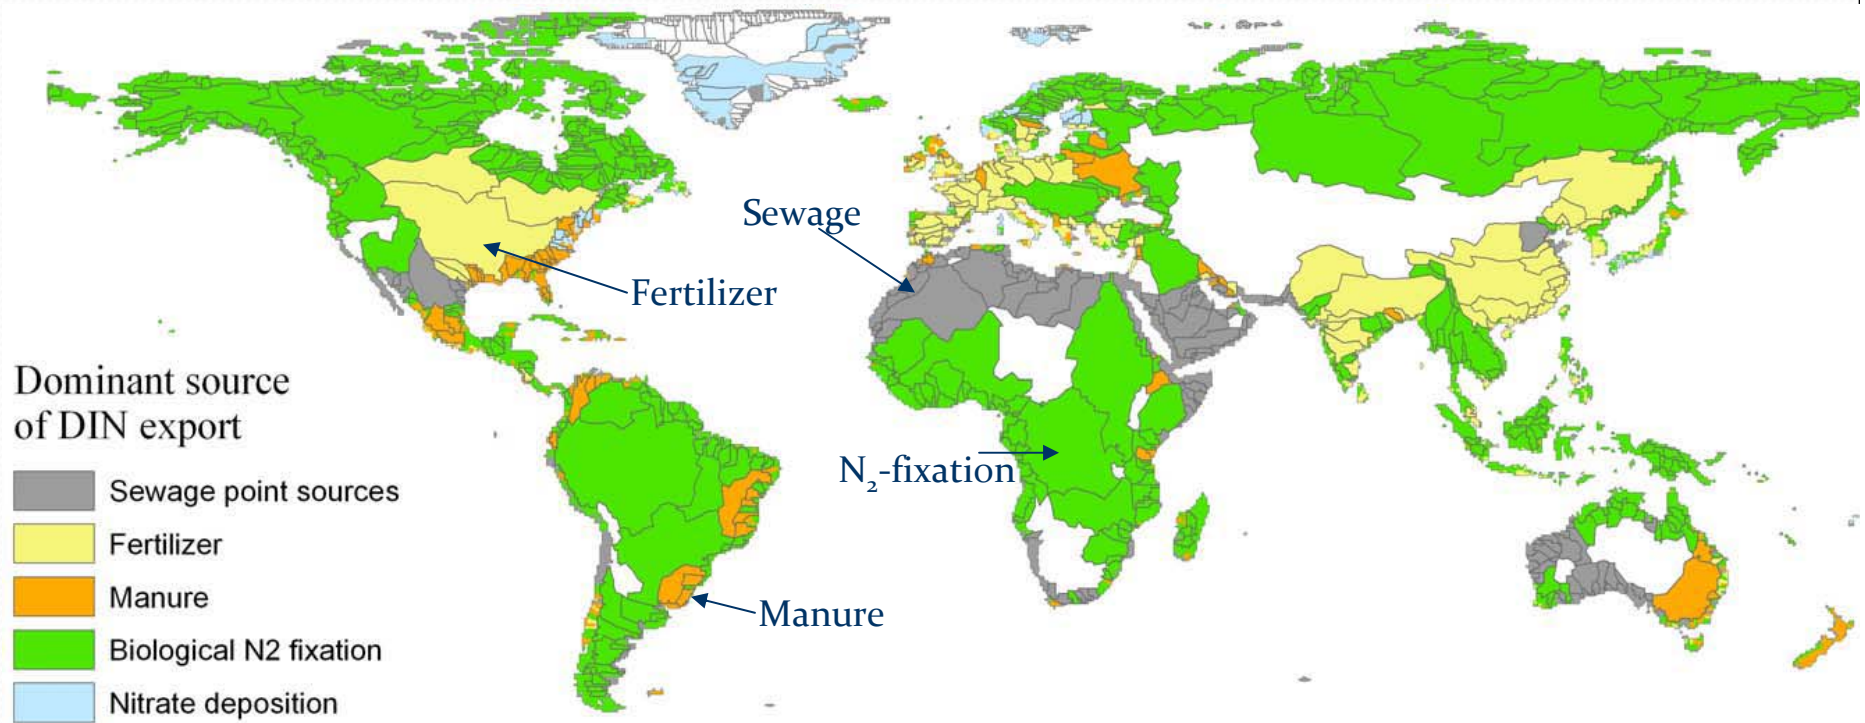 Sewage
Fertilizer
N₂-fixation
Manure
Dominant source
of DIN export
Sewage point sources
Fertilizer
Manure
Biological N2 fixation
Nitrate deposition